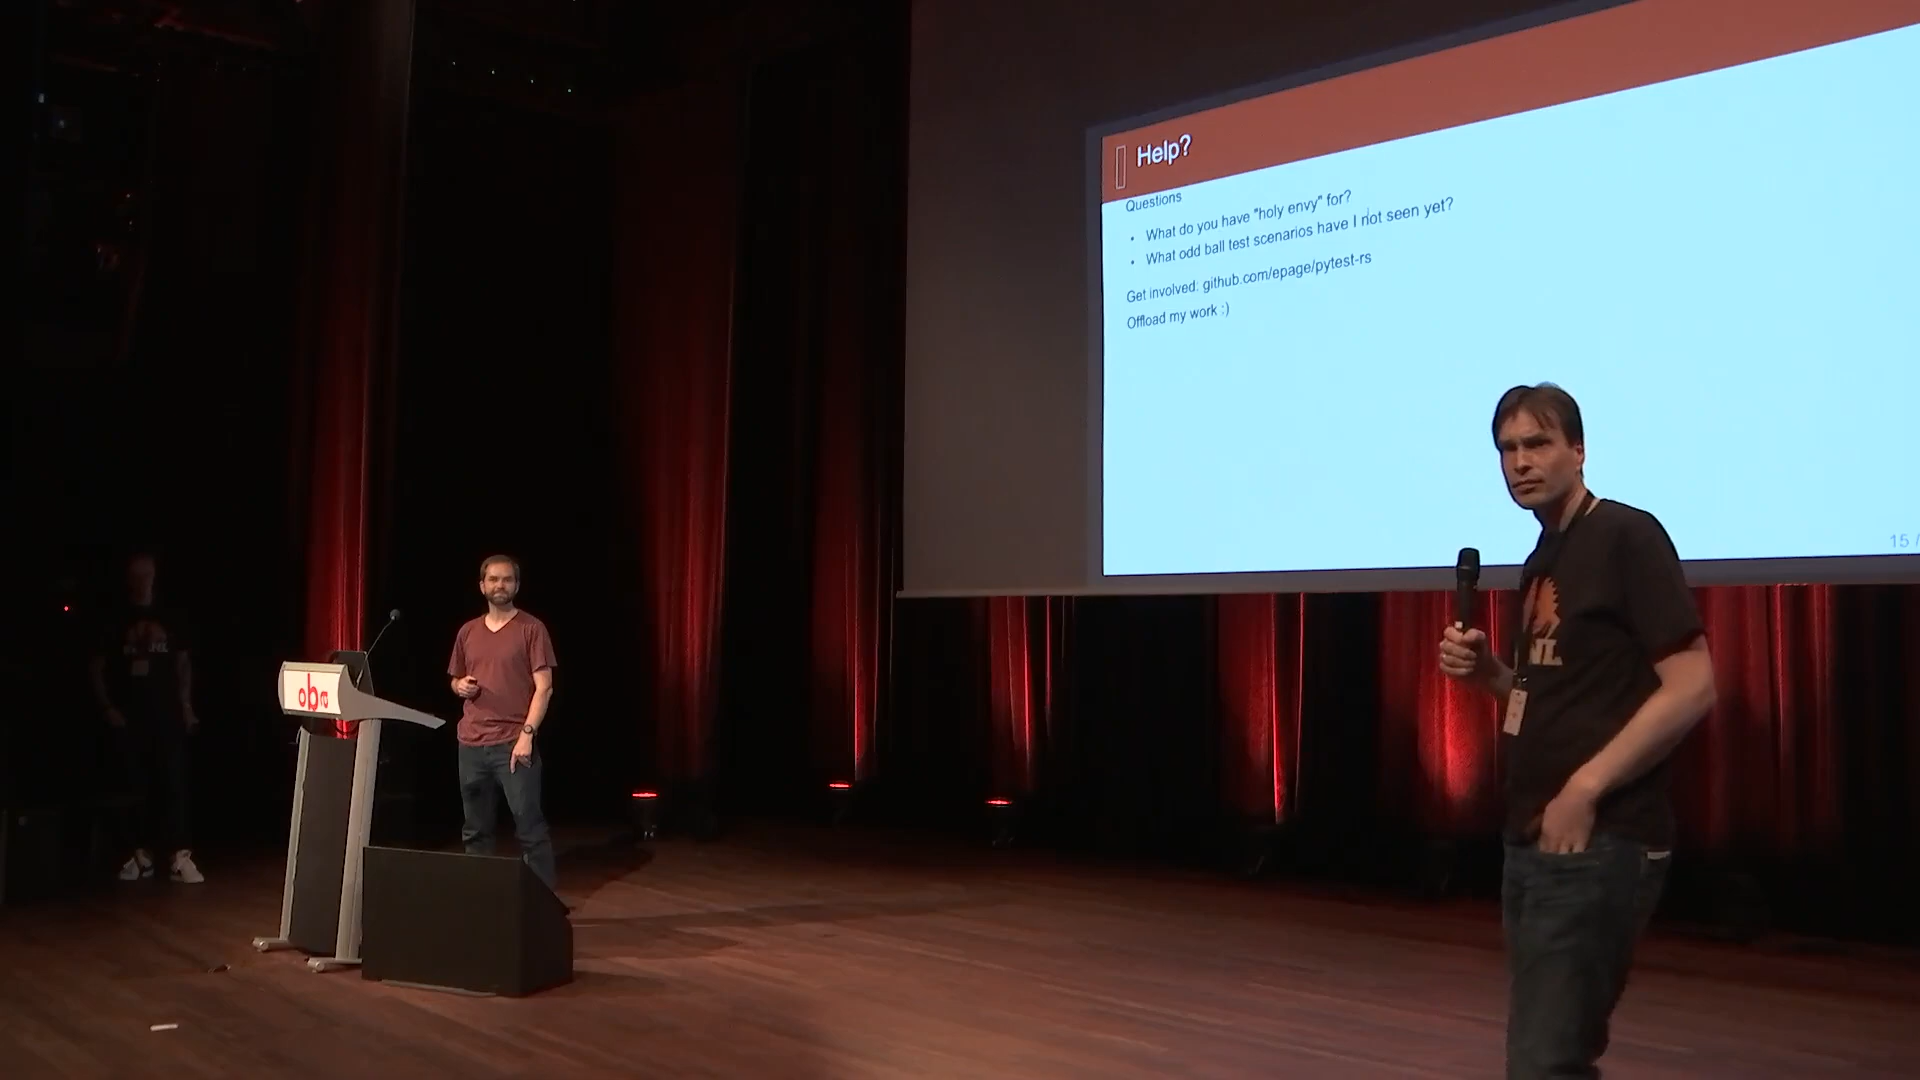 Help?
Questions
• What do you have "holy envy" for?
• What odd ball test scenarios have I not seen yet?
Get involved: github.com/epage/pytest-rs
Offload my work :)
15 /
oba
NL